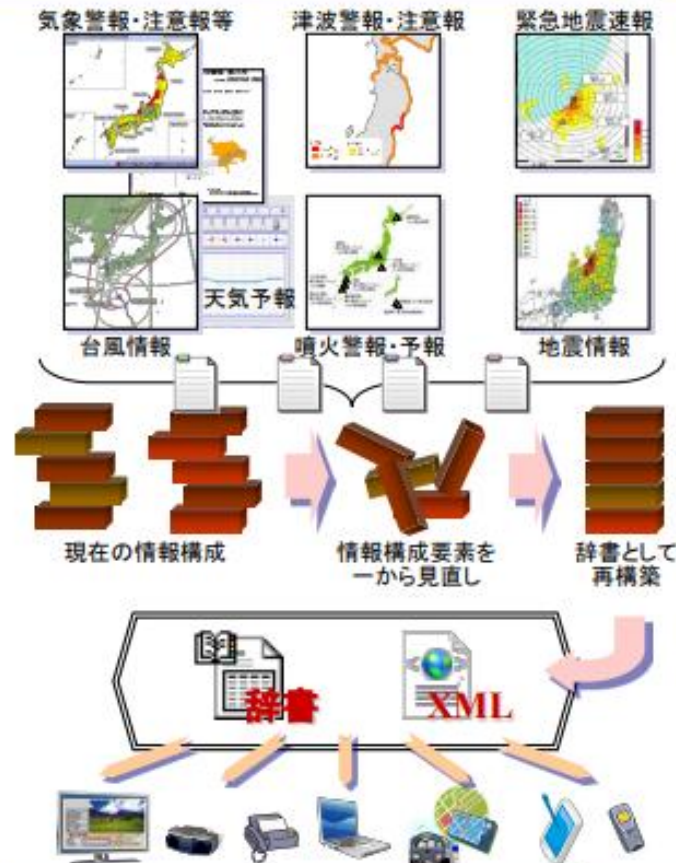 気象警報・注意報等
津波警報・注意報
緊急地震速報
天気予報
台風情報
噴火警報・予報
地震情報
現在の情報構成
情報構成要素を
一から見直し
辞書として
再構築
辞書
XML